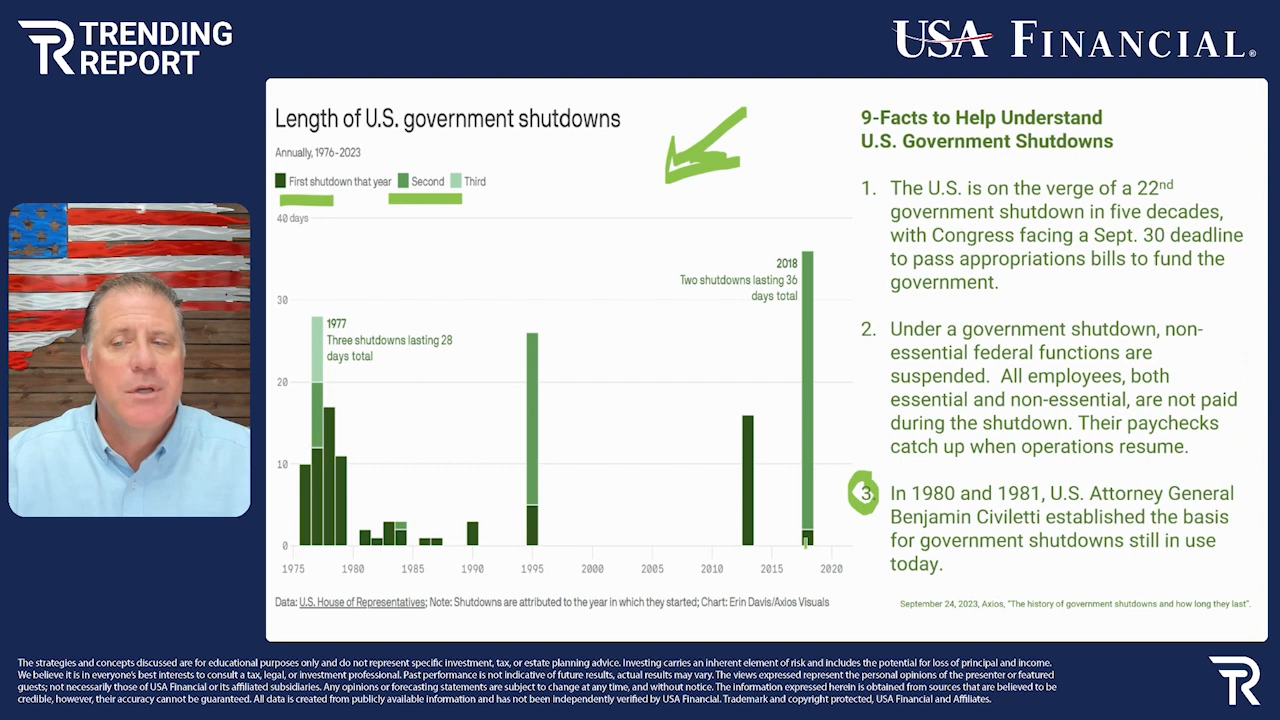 TRENDING
REPORT
USA FINANCIAL®
Length of U.S. government shutdowns
Annually, 1976-2023
First shutdown that year Second Third
40 days
30
20
10
0
1977
Three shutdowns lasting 28
days total
2018
Two shutdowns lasting 36
days total
1975 1980 1985 1990 1995 2000 2005 2010 2015 2020
Data: U.S. House of Representatives; Note: Shutdowns are attributed to the year in which they started; Chart: Erin Davis/Axios Visuals
9-Facts to Help Understand
U.S. Government Shutdowns
1. The U.S. is on the verge of a 22nd
government shutdown in five decades,
with Congress facing a Sept. 30 deadline
to pass appropriations bills to fund the
government.
2. Under a government shutdown, non-
essential federal functions are
suspended. All employees, both
essential and non-essential, are not paid
during the shutdown. Their paychecks
catch up when operations resume.
3. In 1980 and 1981, U.S. Attorney General
Benjamin Civiletti established the basis
for government shutdowns still in use
today.
September 24, 2023, Axios, "The history of government shutdowns and how long they last".
The strategies and concepts discussed are for educational purposes only and do not represent specific investment, tax, or estate planning advice. Investing carries an inherent element of risk and includes the potential for loss of principal and income.
We believe it is in everyone's best interests to consult a tax, legal, or investment professional. Past performance is not indicative of future results, actual results may vary. The views expressed represent the personal opinions of the presenter or featured
guests; not necessarily those of USA Financial or its affiliated subsidiaries. Any opinions or forecasting statements are subject to change at any time, and without notice. The information expressed herein is obtained from sources that are believed to be
credible, however, their accuracy cannot be guaranteed. All data is created from publicly available information and has not been independently verified by USA Financial. Trademark and copyright protected, USA Financial and Affiliates.